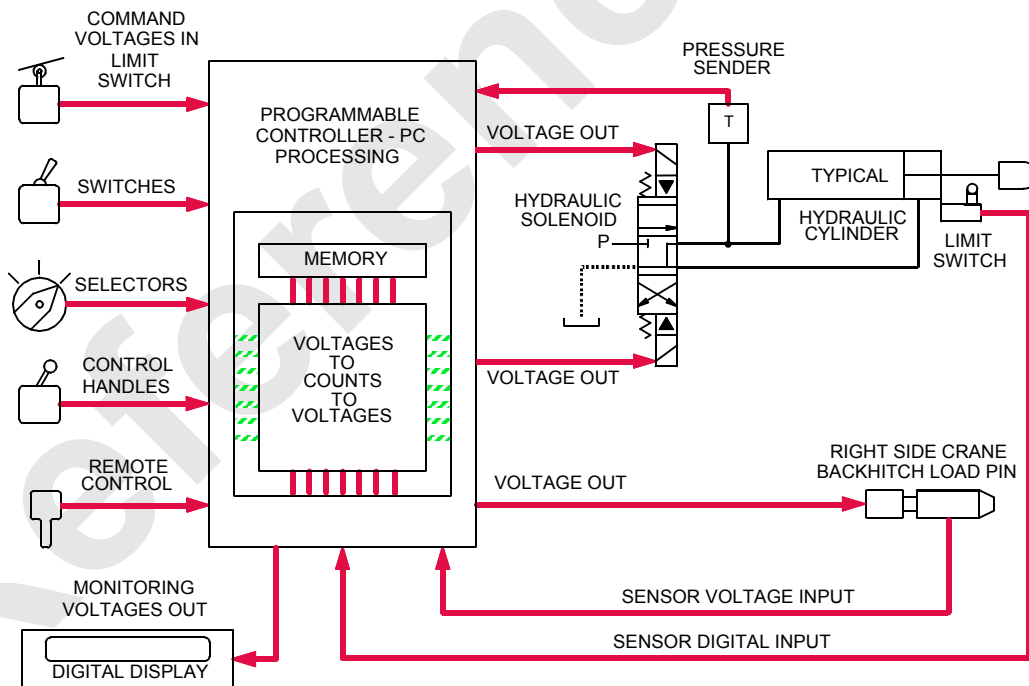 COMMAND
VOLTAGES IN
LIMIT
SWITCH
SWITCHES
SELECTORS
CONTROL
HANDLES
REMOTE
CONTROL
MONITORING
VOLTAGES OUT
DIGITAL DISPLAY
PROGRAMMABLE
CONTROLLER - PC
PROCESSING
MEMORY
VOLTAGES
TO
COUNTS
TO
VOLTAGES
VOLTAGE OUT
HYDRAULIC
SOLENOID
P
VOLTAGE OUT
PRESSURE
SENDER
T
TYPICAL
HYDRAULIC
CYLINDER
LIMIT
SWITCH
VOLTAGE OUT
RIGHT SIDE CRANE
BACKHITCH LOAD PIN
SENSOR VOLTAGE INPUT
SENSOR DIGITAL INPUT
Reference